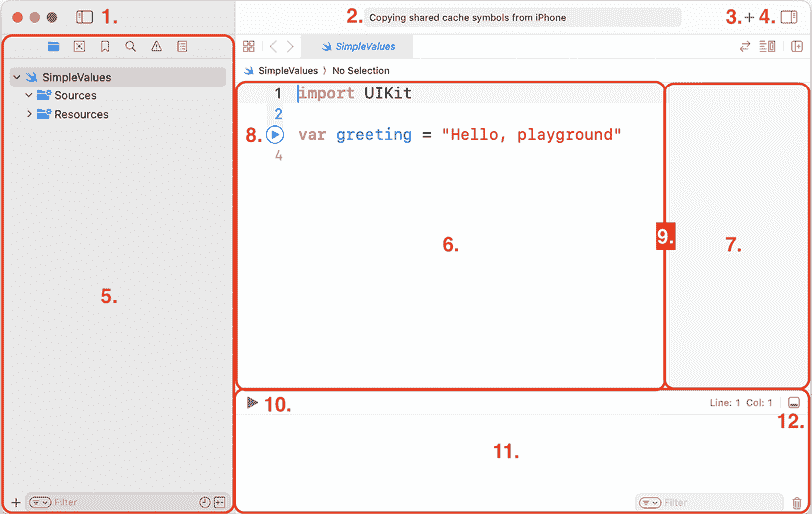 1.
2. Copying shared cache symbols from iPhone
3. + 4.
SimpleValues
SimpleValues
SimpleValues 〉 No Selection
Sources
Resources
1 import UIKit
2
8. var greeting = "Hello, playground"
4
5.
6.
9.
7.
10.
Line: 1 Col: 1
12.
11.
+ Filter
Filter